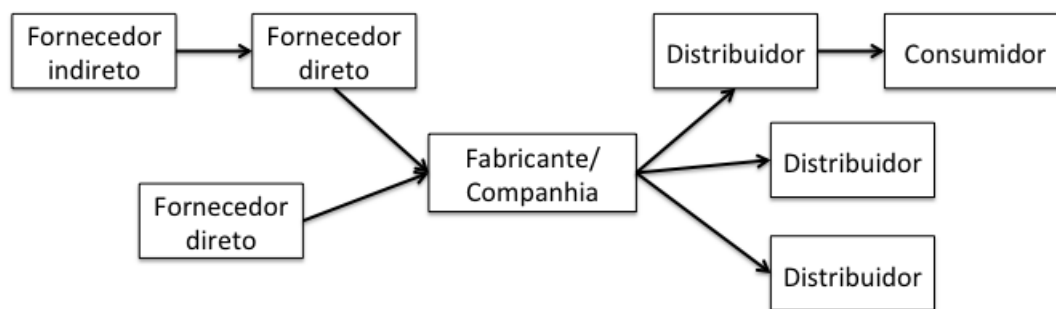 Fornecedor
indireto
Fornecedor
direto
Distribuidor
Consumidor
Fabricante/
Companhia
Distribuidor
Fornecedor
direto
Distribuidor